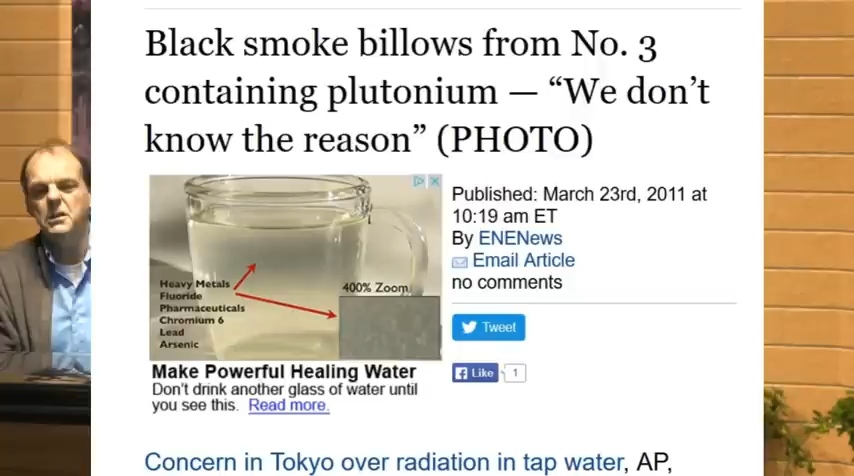 Black smoke billows from No. 3
containing plutonium — “We don’t
know the reason” (PHOTO)
Published: March 23rd, 2011 at
10:19 am ET
By ENENews
Email Article
no comments
Tweet
Like 1
Heavy Metals
Fluoride
Pharmaceuticals
Chromium 6
Lead
Arsenic
400% Zoom
Make Powerful Healing Water
Don't drink another glass of water until
you see this. Read more.
Concern in Tokyo over radiation in tap water, AP,